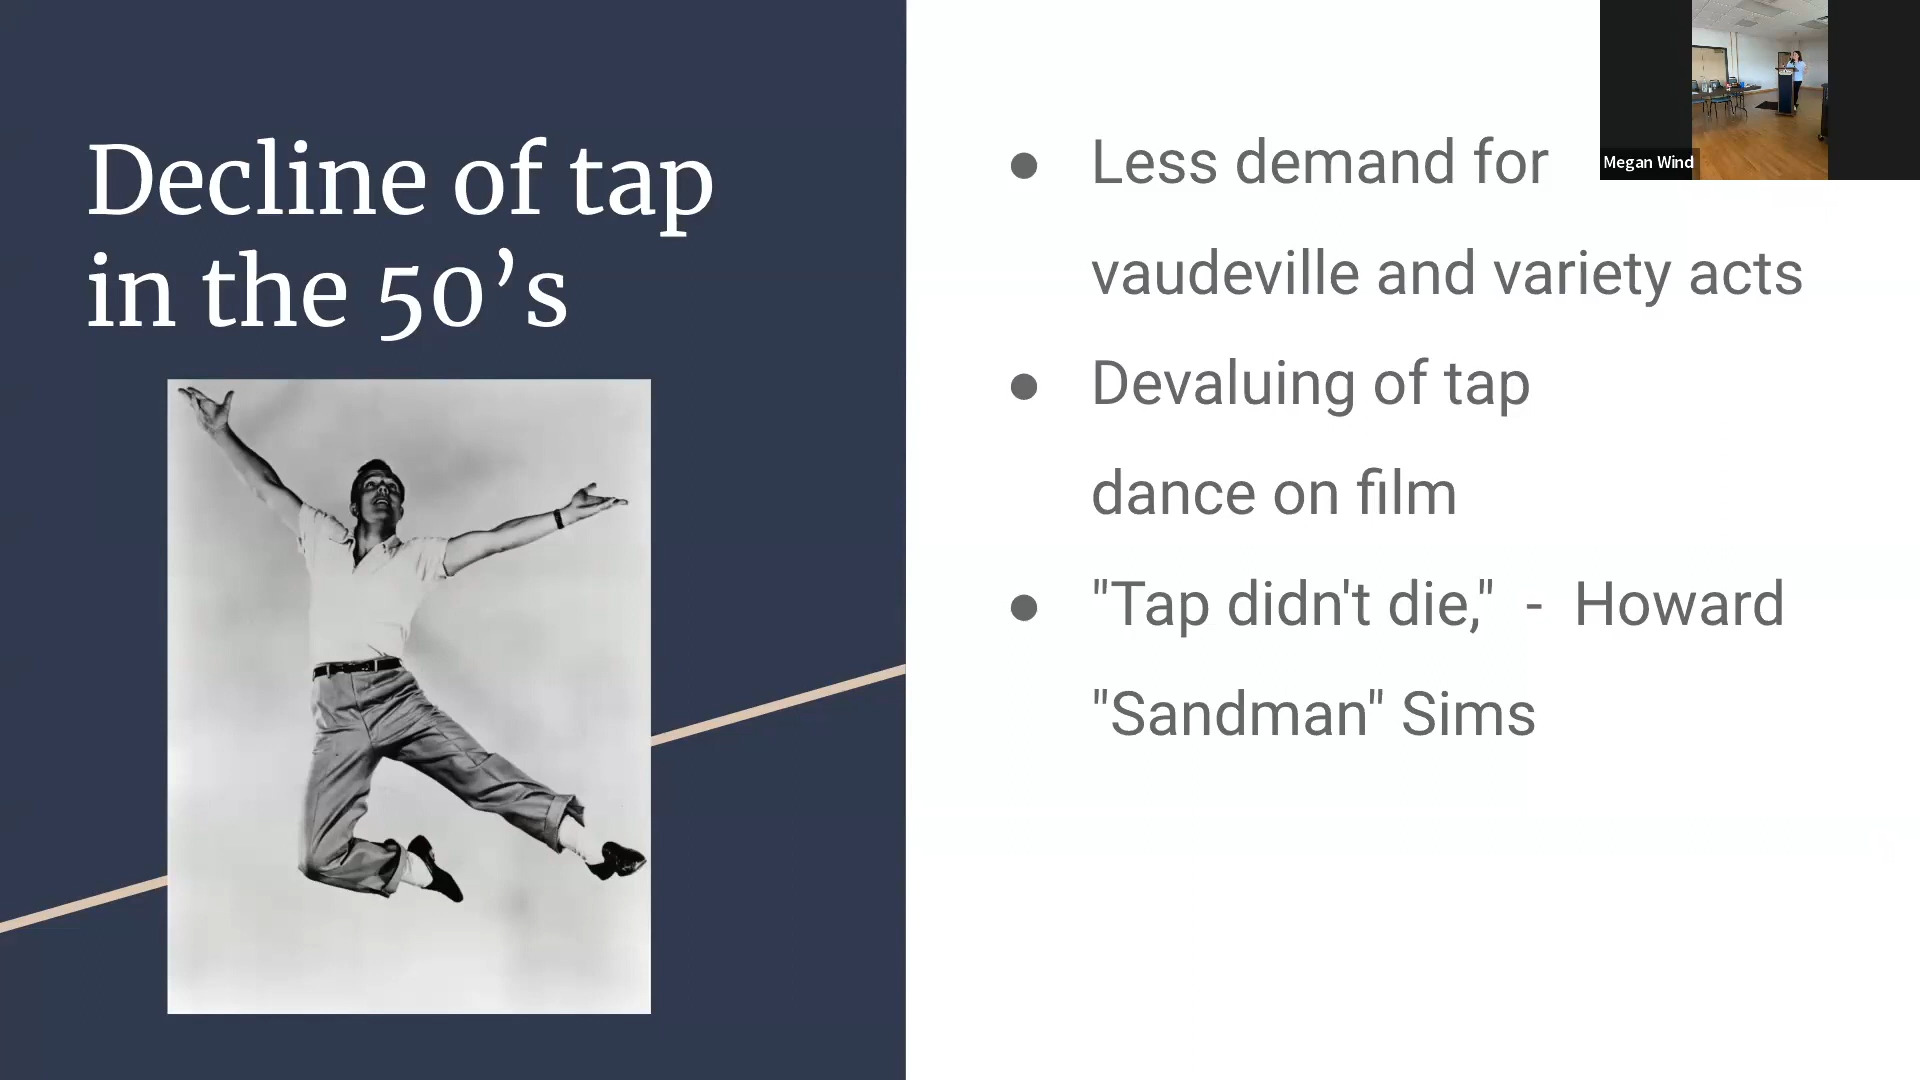 Decline of tap
in the 50’s
● Less demand for
vaudeville and variety acts
● Devaluing of tap
dance on film
● "Tap didn't die,"  -  Howard
"Sandman" Sims
Megan Wind